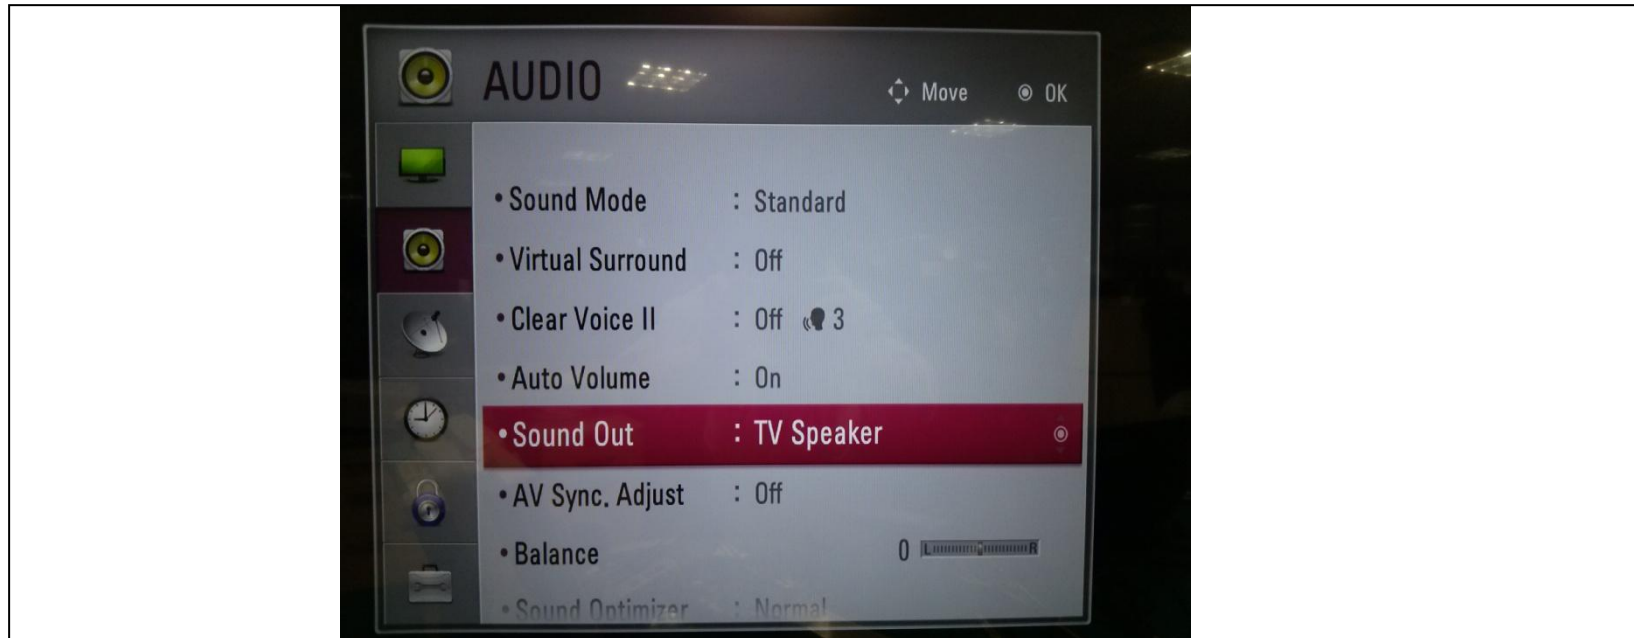 AUDIO Move OK
• Sound Mode : Standard
• Virtual Surround : Off
• Clear Voice II : Off 3
• Auto Volume : On
• Sound Out : TV Speaker
• AV Sync. Adjust : Off
• Balance 0 L R
• Sound Optimizer : Normal